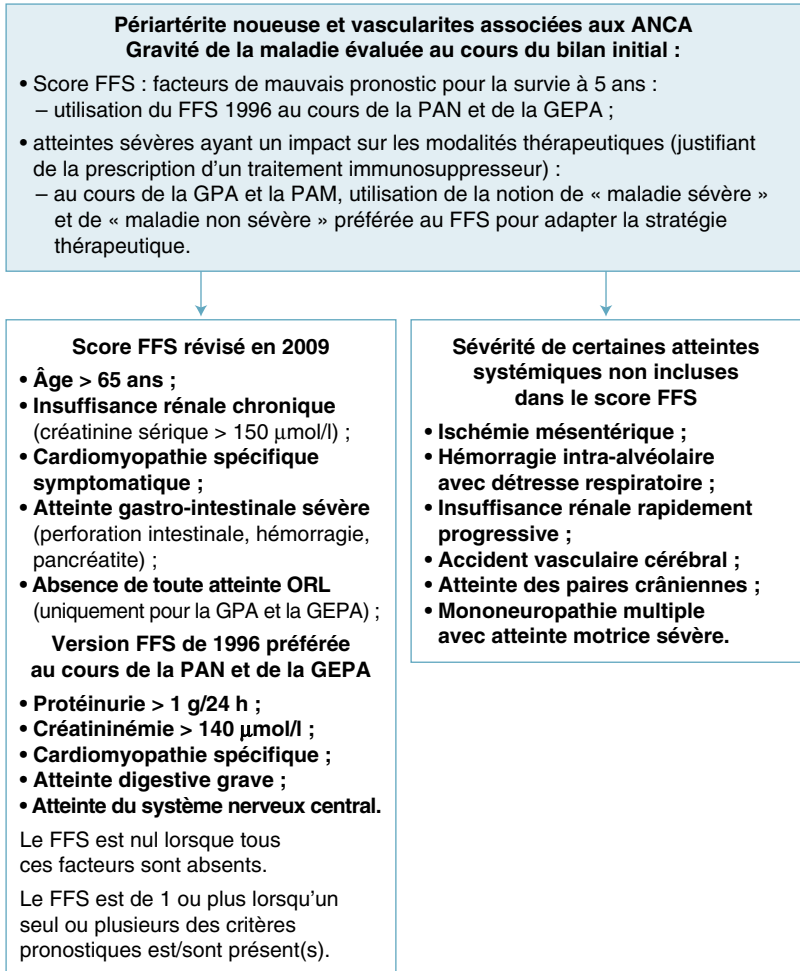 Périartérite noueuse et vascularites associées aux ANCA
Gravité de la maladie évaluée au cours du bilan initial :
• Score FFS : facteurs de mauvais pronostic pour la survie à 5 ans :
– utilisation du FFS 1996 au cours de la PAN et de la GEPA ;
• atteintes sévères ayant un impact sur les modalités thérapeutiques (justifiant
de la prescription d'un traitement immunosuppresseur) :
– au cours de la GPA et la PAM, utilisation de la notion de « maladie sévère »
et de « maladie non sévère » préférée au FFS pour adapter la stratégie
thérapeutique.
Score FFS révisé en 2009
• Âge > 65 ans ;
• Insuffisance rénale chronique
(créatinine sérique > 150 μmol/l) ;
• Cardiomyopathie spécifique
symptomatique ;
• Atteinte gastro-intestinale sévère
(perforation intestinale, hémorragie,
pancréatite) ;
• Absence de toute atteinte ORL
(uniquement pour la GPA et la GEPA) ;
Version FFS de 1996 préférée
au cours de la PAN et de la GEPA
• Protéinurie > 1 g/24 h ;
• Créatininémie > 140 μmol/l ;
• Cardiomyopathie spécifique ;
• Atteinte digestive grave ;
• Atteinte du système nerveux central.
Le FFS est nul lorsque tous
ces facteurs sont absents.
Le FFS est de 1 ou plus lorsqu'un
seul ou plusieurs des critères
pronostiques est/sont présent(s).
Sévérité de certaines atteintes
systémiques non incluses
dans le score FFS
• Ischémie mésentérique ;
• Hémorragie intra-alvéolaire
avec détresse respiratoire ;
• Insuffisance rénale rapidement
progressive ;
• Accident vasculaire cérébral ;
• Atteinte des paires crâniennes ;
• Mononeuropathie multiple
avec atteinte motrice sévère.